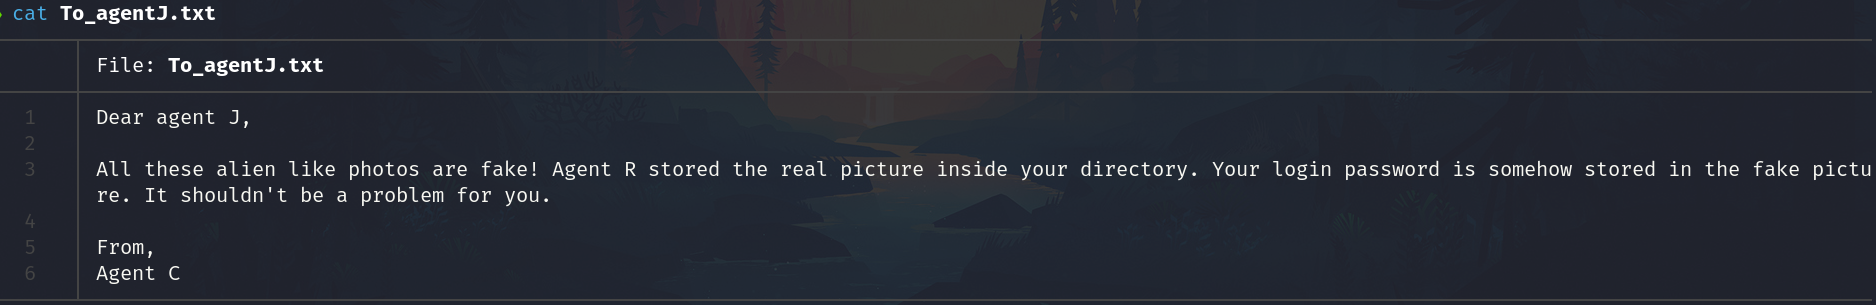 cat To_agentJ.txt
File: To_agentJ.txt
1 Dear agent J,
2
3 All these alien like photos are fake! Agent R stored the real picture inside your directory. Your login password is somehow stored in the fake pictu
re. It shouldn't be a problem for you.
4
5 From,
6 Agent C